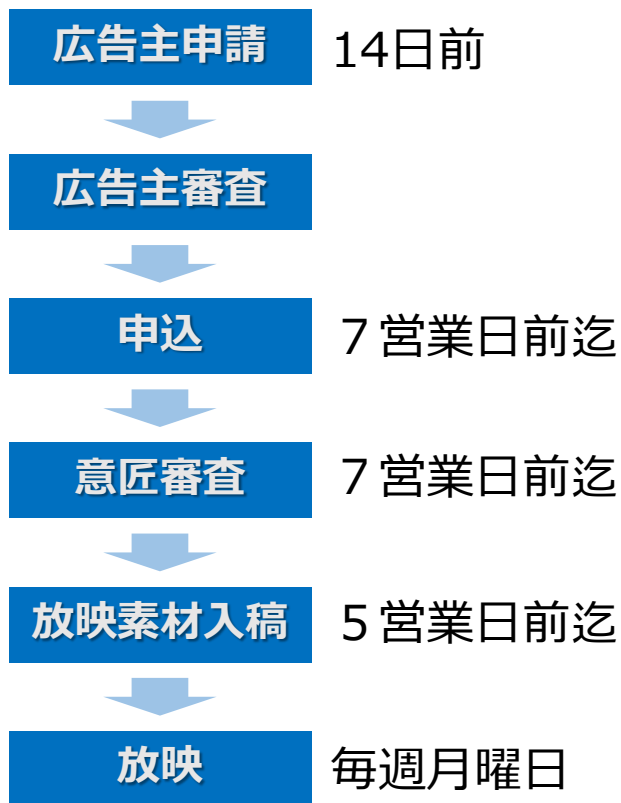 広告主申請 14日前
広告主審査
申込 ７営業日前迄
意匠審査 ７営業日前迄
放映素材入稿 ５営業日前迄
放映 毎週月曜日